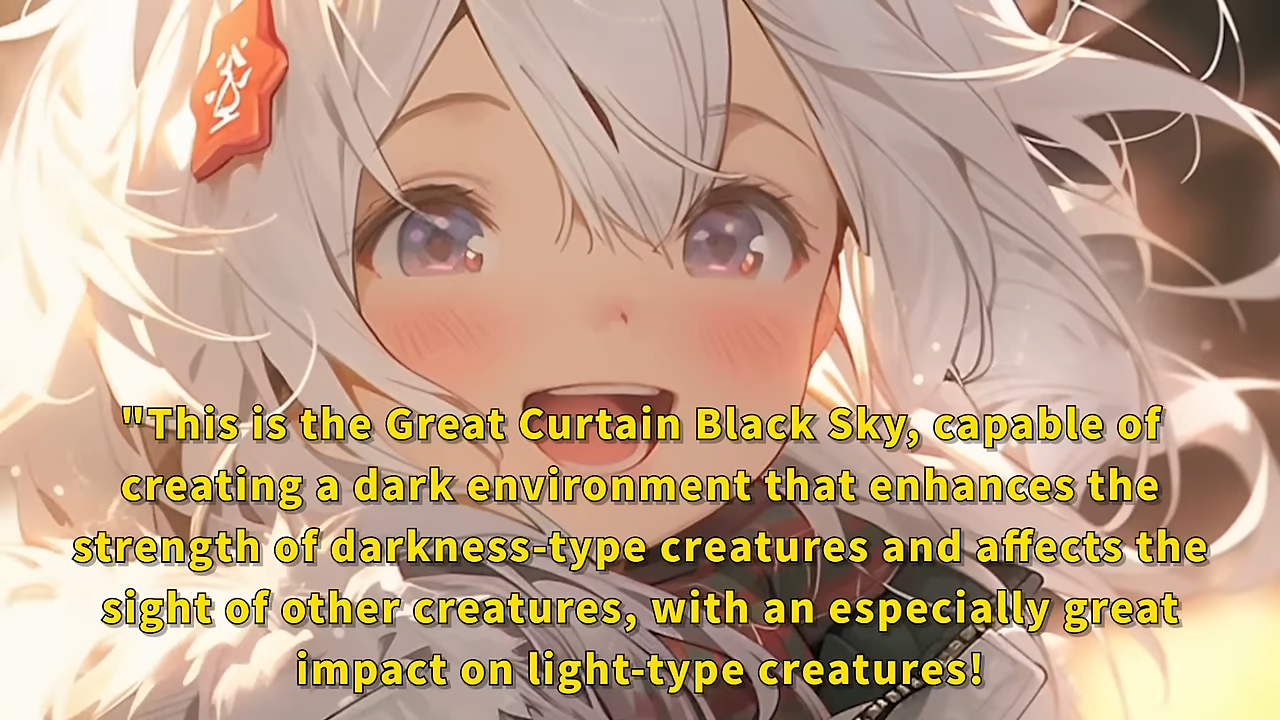 "This is the Great Curtain Black Sky, capable of
creating a dark environment that enhances the
strength of darkness-type creatures and affects the
sight of other creatures, with an especially great
impact on light-type creatures!